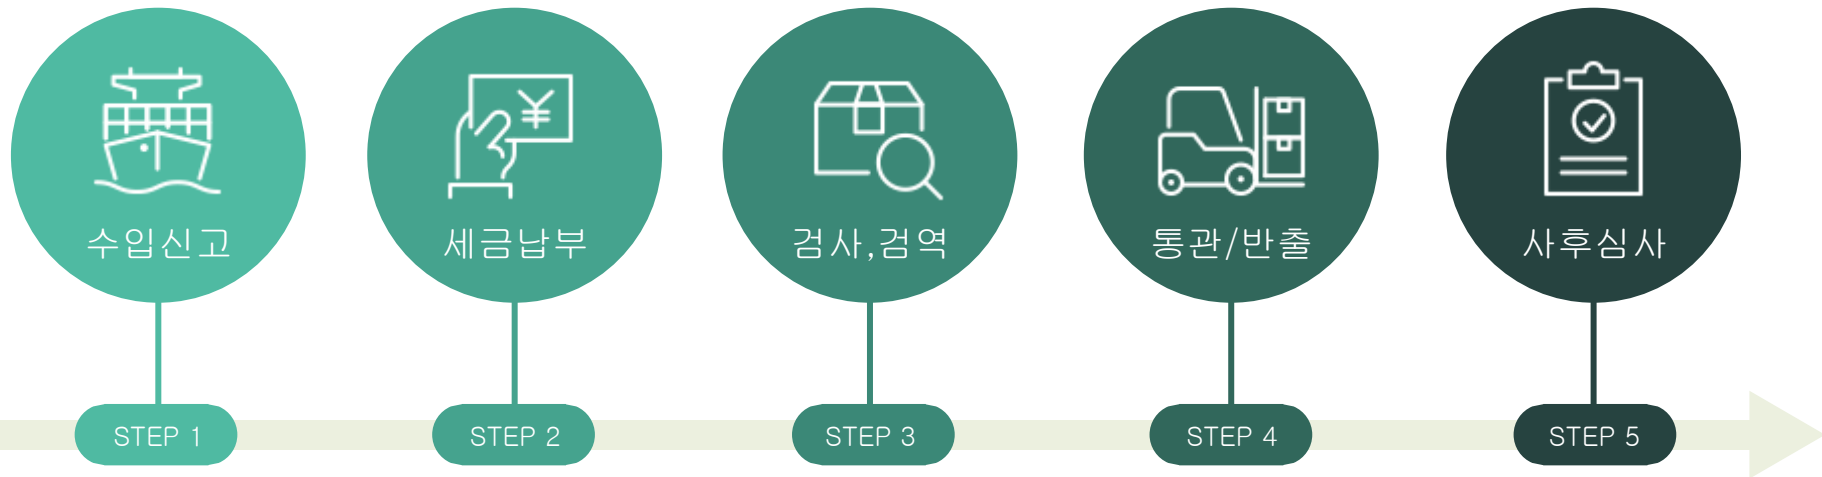 수입신고
세금납부
검사,검역
통관/반출
사후심사
STEP 1
STEP 2
STEP 3
STEP 4
STEP 5